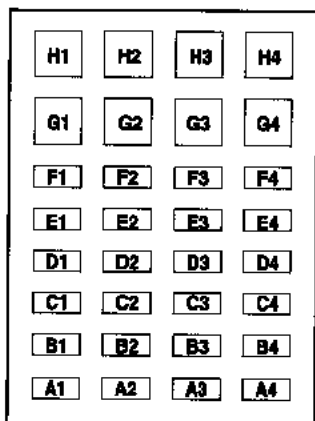 H1 H2 H3 H4
G1 G2 G3 G4
F1 F2 F3 F4
E1 E2 E3 E4
D1 D2 D3 D4
C1 C2 C3 C4
B1 B2 B3 B4
A1 A2 A3 A4